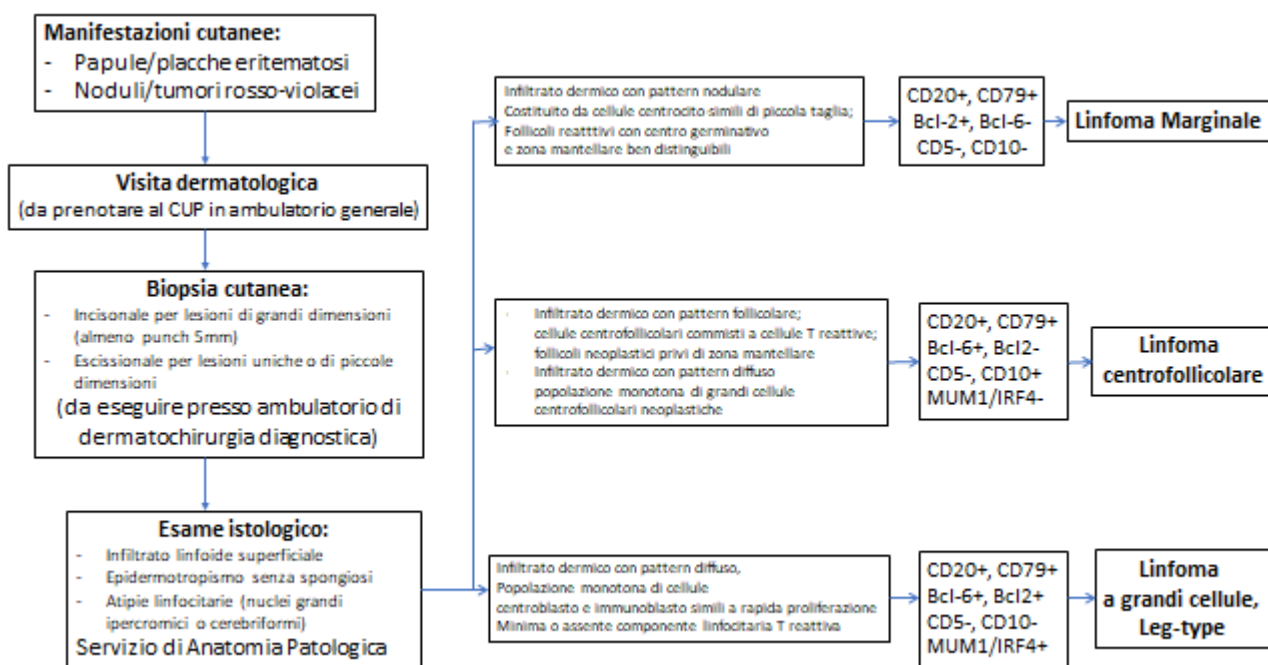 Manifestazioni cutanee:
- Papule/placche eritematosi
- Noduli/tumori rosso-violacei
Visita dermatologica
(da prenotare al CUP in ambulatorio generale)
Biopsia cutanea:
- Incisonale per lesioni di grandi dimensioni
(almeno punch 5mm)
- Escissionale per lesioni uniche o di piccole
dimensioni
(da eseguire presso ambulatorio di
dermatochirurgia diagnostica)
Esame istologico:
- Infiltrato linfoide superficiale
- Epidermotropismo senza spongiosi
- Atipie linfocitarie (nuclei grandi
ipercromici o cerebriformi)
Servizio di Anatomia Patologica
Infiltrato dermico con pattern nodulare
Costituito da cellule centrocito simili di piccola taglia;
Follicoli reatttivi con centro germinativo
e zona mantellare ben distinguibili
CD20+, CD79+
Bcl-2+, Bcl-6-
CD5-, CD10-
Linfoma Marginale
· Infiltrato dermico con pattern follicolare;
cellule centrofollicolari commisti a cellule T reattive;
follicoli neoplastici privi di zona mantellare
· Infiltrato dermico con pattern diffuso
popolazione monotona di grandi cellule
centrofollicolari neoplastiche
CD20+, CD79+
Bcl-6+, Bcl2-
CD5-, CD10+
MUM1/IRF4-
Linfoma
centrofollicolare
Infiltrato dermico con pattern diffuso,
Popolazione monotona di cellule
centroblasto e immunoblasto simili a rapida proliferazione
Minima o assente componente linfocitaria T reattiva
CD20+, CD79+
Bcl-6+, Bcl2+
CD5-, CD10-
MUM1/IRF4+
Linfoma
a grandi cellule,
Leg-type